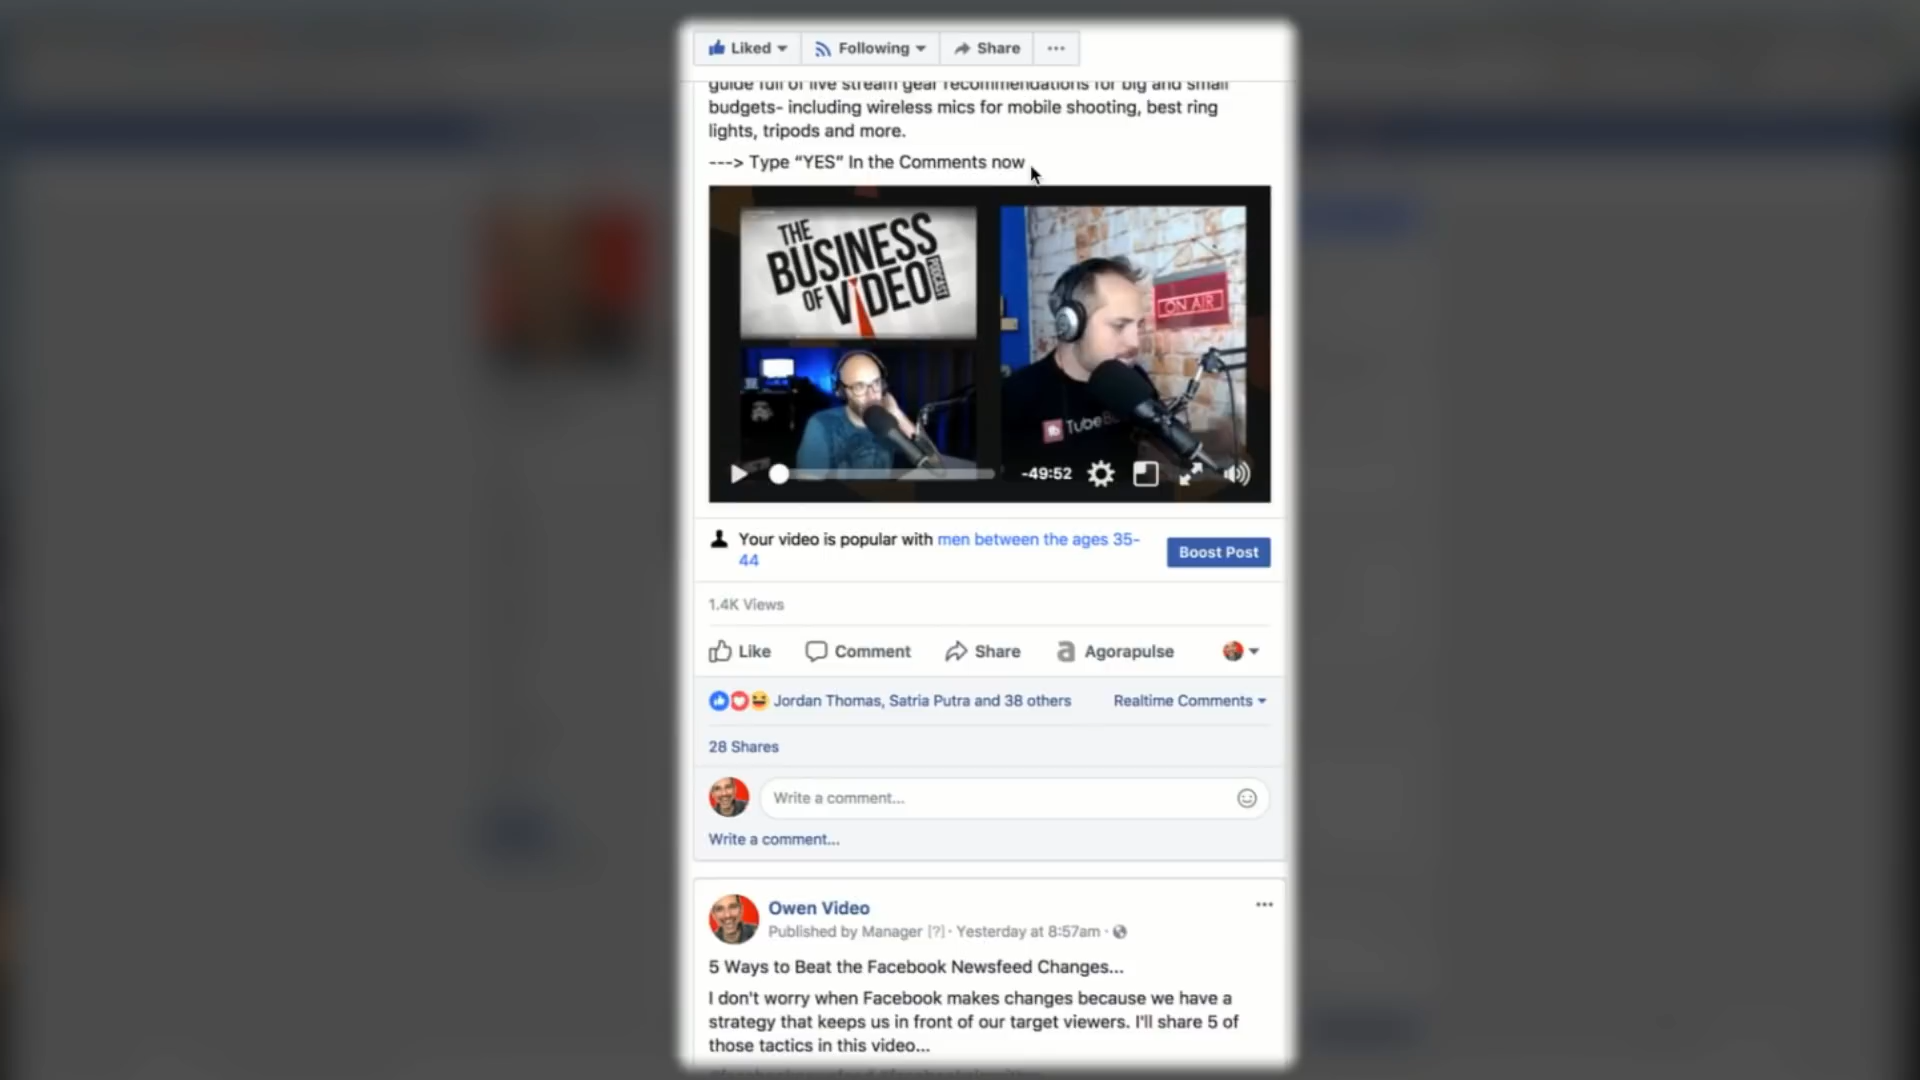 Liked Following Share ...
guide full of live stream gear recommendations for big and small
budgets- including wireless mics for mobile shooting, best ring
lights, tripods and more.
---> Type “YES” In the Comments now
THE
BUSINESS
OF VIDEO
PODCAST
ON AIR
TubeB
-49:52
Your video is popular with men between the ages 35-
44
Boost Post
1.4K Views
Like Comment Share a Agorapulse
Jordan Thomas, Satria Putra and 38 others Realtime Comments
28 Shares
Write a comment...
Write a comment...
Owen Video ...
Published by Manager [?] · Yesterday at 8:57am ·
5 Ways to Beat the Facebook Newsfeed Changes...
I don't worry when Facebook makes changes because we have a
strategy that keeps us in front of our target viewers. I'll share 5 of
those tactics in this video...